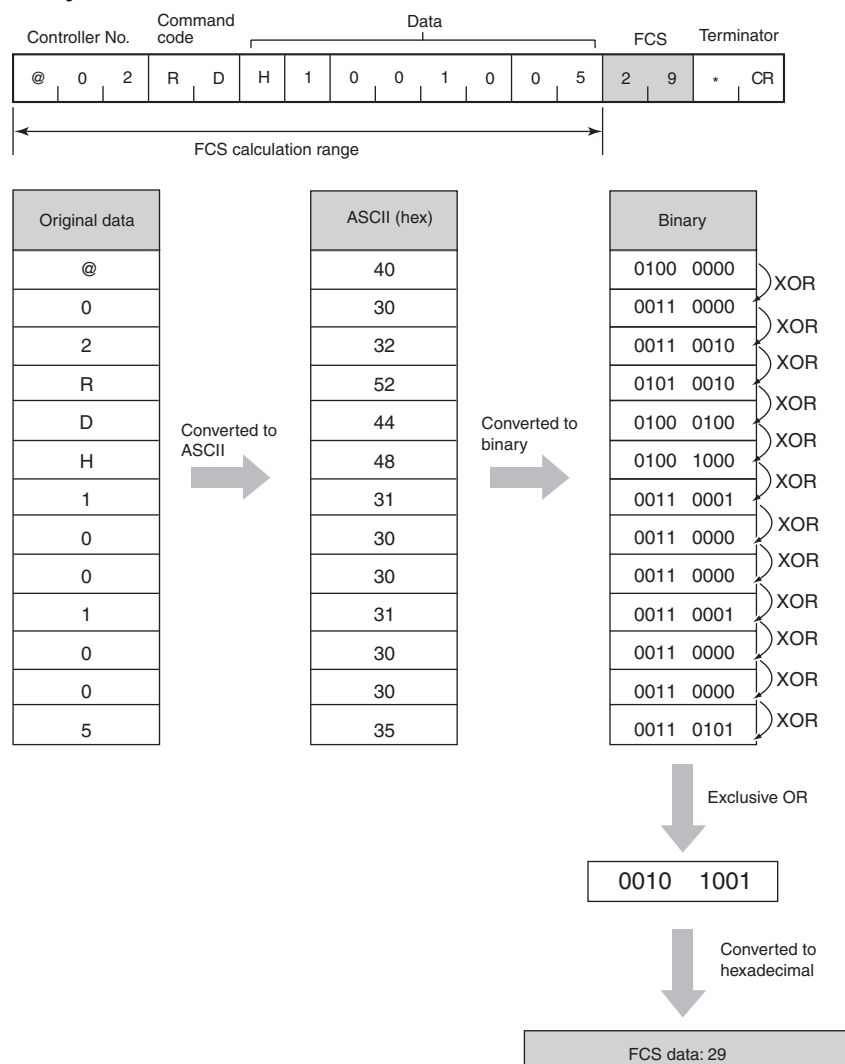 Controller No. Command code Data FCS Terminator
@ 0 2 R D H 1 0 0 1 0 0 5 2 9 * CR
FCS calculation range
Original data ASCII (hex) Binary
@ 40 0100 0000
XOR
0 30 0011 0000
XOR
2 32 0011 0010
XOR
R 52 0101 0010
XOR
D 44 0100 0100
Converted to ASCII
Converted to binary
XOR
H 48 0100 1000
XOR
1 31 0011 0001
XOR
0 30 0011 0000
XOR
0 30 0011 0000
XOR
1 31 0011 0001
XOR
0 30 0011 0000
XOR
0 30 0011 0000
XOR
5 35 0011 0101
Exclusive OR
0010 1001
Converted to
hexadecimal
FCS data: 29